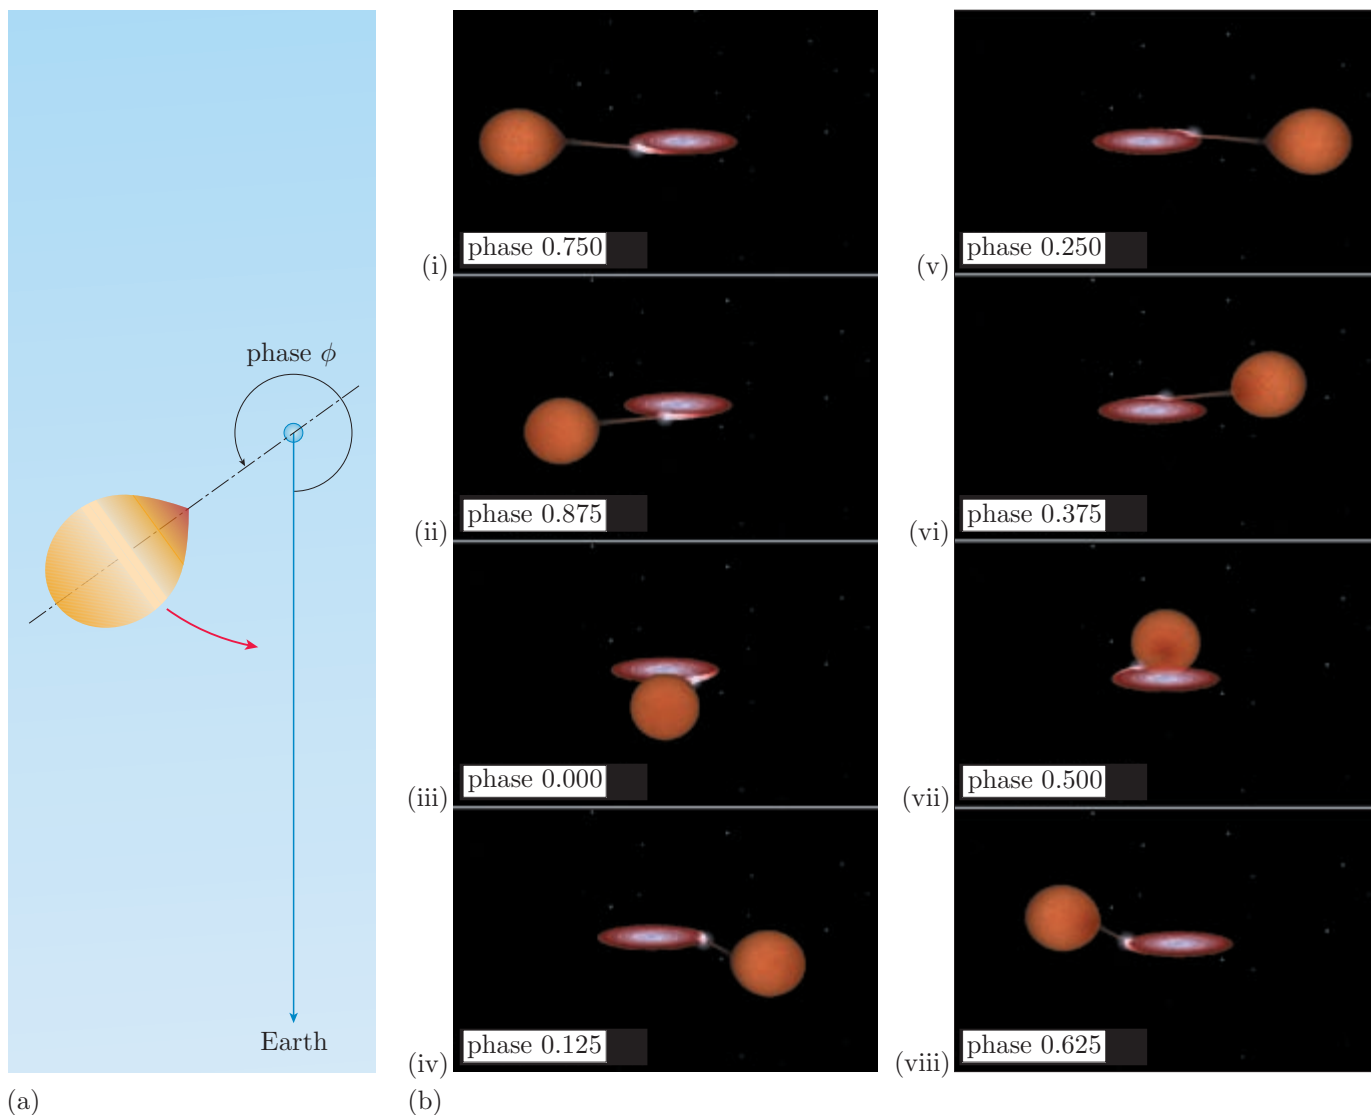 phase ϕ
Earth
(a)
phase 0.750
(i)
phase 0.875
(ii)
phase 0.000
(iii)
phase 0.125
(iv)
phase 0.250
(v)
phase 0.375
(vi)
phase 0.500
(vii)
phase 0.625
(viii)
(b)